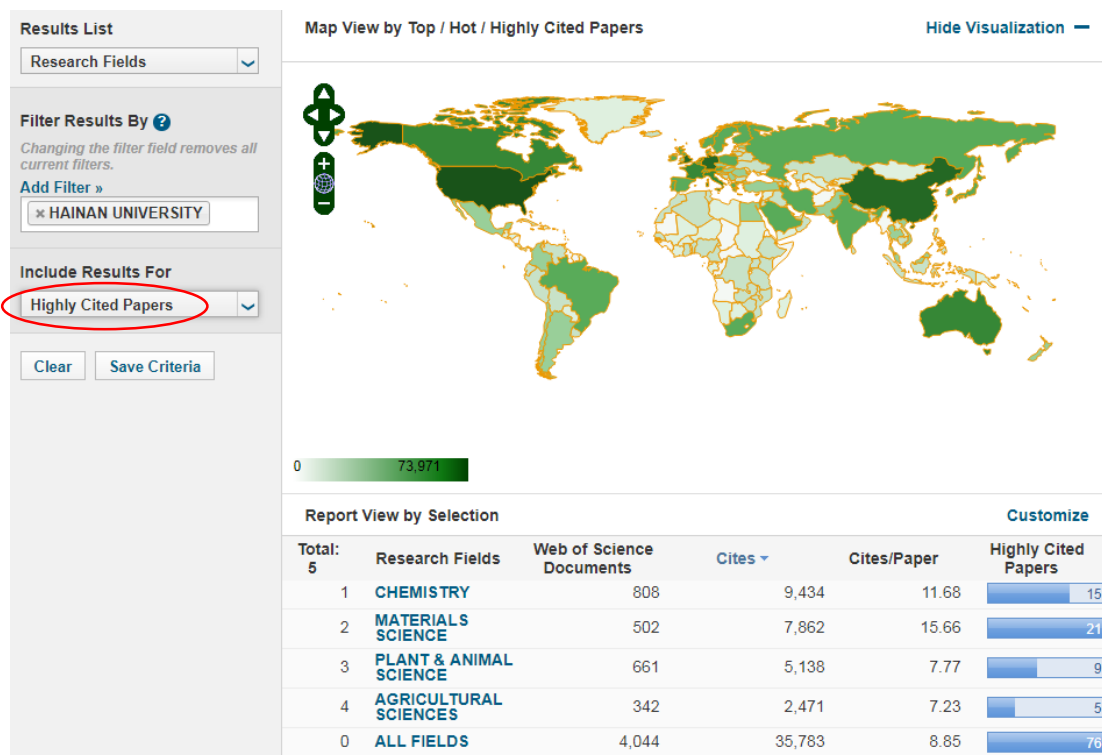 Results List
Research Fields
Filter Results By ?
Changing the filter field removes all
current filters.
Add Filter »
× HAINAN UNIVERSITY
Include Results For
Highly Cited Papers
Clear Save Criteria
Map View by Top / Hot / Highly Cited Papers Hide Visualization −
+
−
0 73,971
Report View by Selection Customize
Total: 5 Research Fields Web of Science Documents Cites Cites/Paper Highly Cited Papers
1 CHEMISTRY 808 9,434 11.68 15
2 MATERIALS SCIENCE 502 7,862 15.66 21
3 PLANT & ANIMAL SCIENCE 661 5,138 7.77 9
4 AGRICULTURAL SCIENCES 342 2,471 7.23 5
0 ALL FIELDS 4,044 35,783 8.85 76